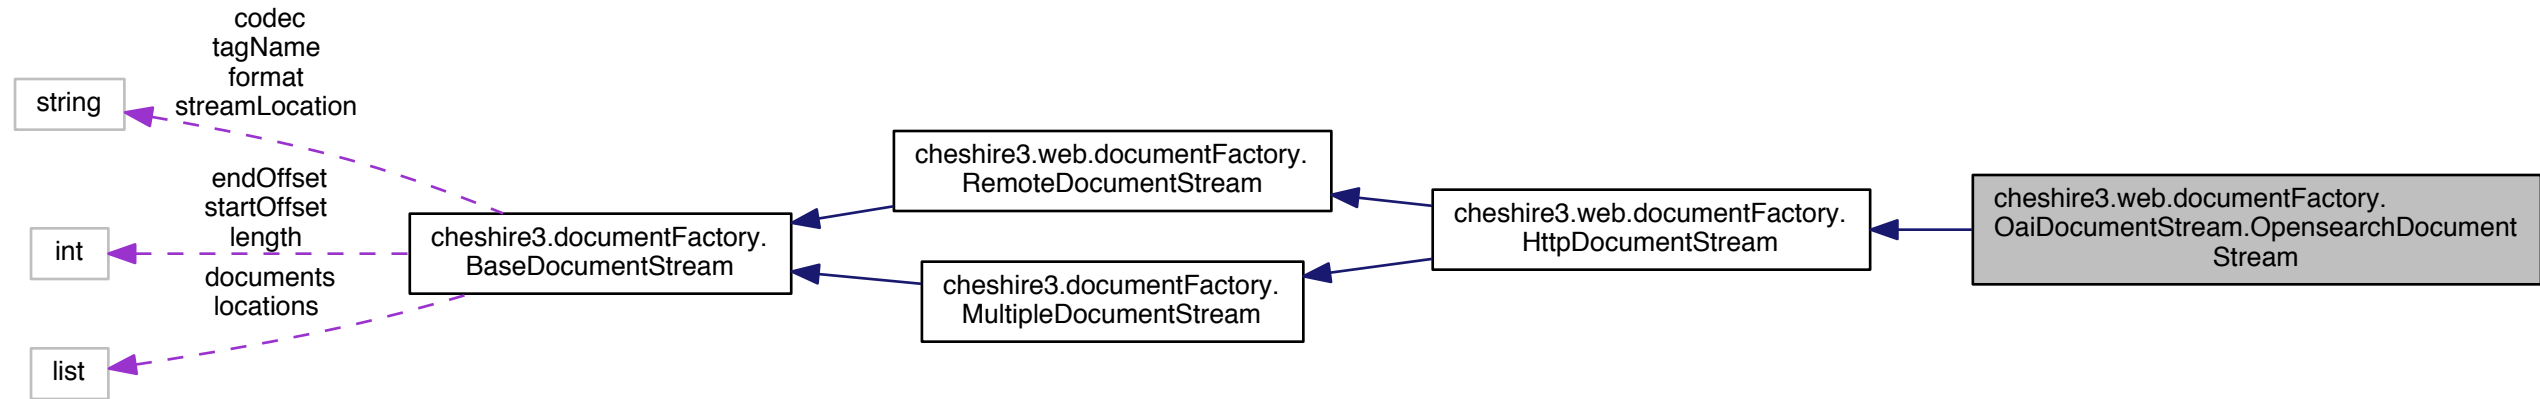 codec
tagName
format
streamLocation
string
endOffset
startOffset
length
int
documents
locations
list
cheshire3.documentFactory.
BaseDocumentStream
cheshire3.web.documentFactory.
RemoteDocumentStream
cheshire3.documentFactory.
MultipleDocumentStream
cheshire3.web.documentFactory.
HttpDocumentStream
cheshire3.web.documentFactory.
OaiDocumentStream.OpensearchDocument
Stream